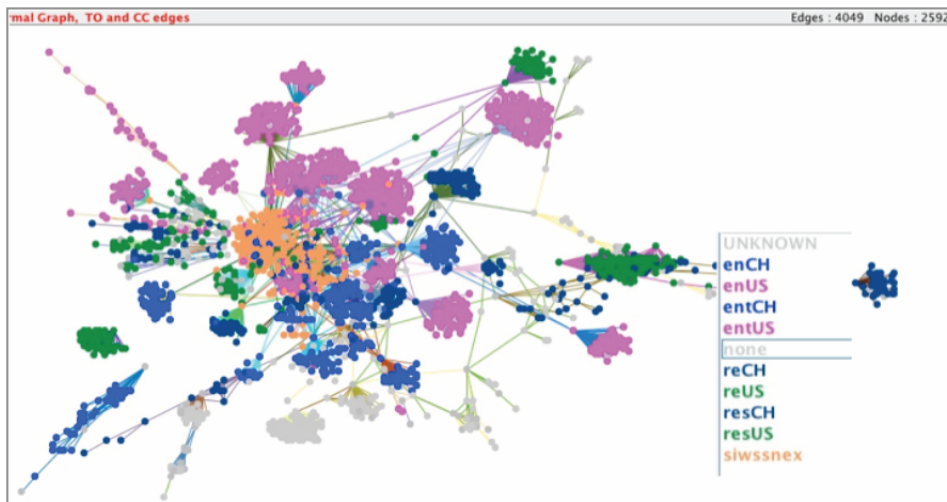 rmal Graph, TO and CC edges
Edges : 4049 Nodes : 2592
UNKNOWN
enCH
enUS
entCH
entUS
none
reCH
reUS
resCH
resUS
siwssnex